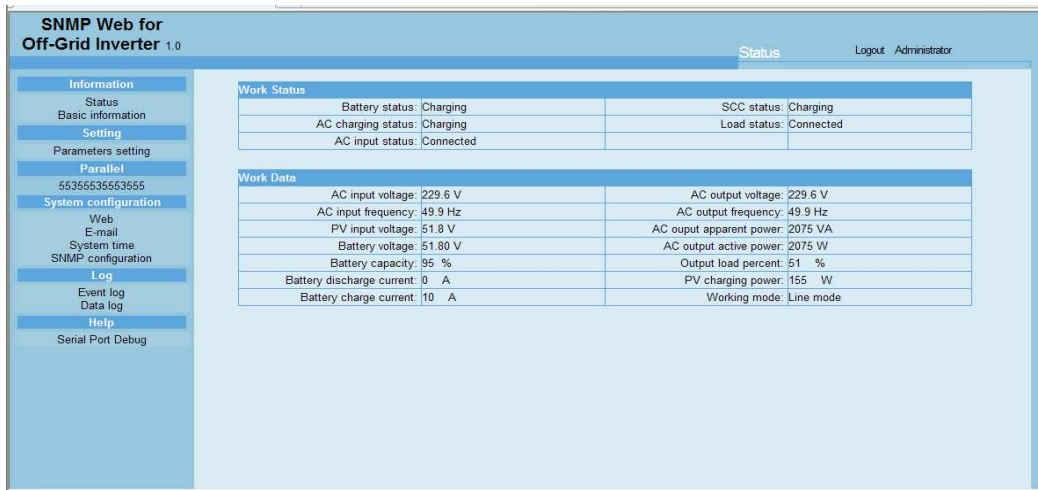 SNMP Web for
Off-Grid Inverter 1.0
Status
Logout Administrator
Information
Status
Basic information
Setting
Parameters setting
Parallel
55355535553555
System configuration
Web
E-mail
System time
SNMP configuration
Log
Event log
Data log
Help
Serial Port Debug
Work Status
Battery status: Charging SCC status: Charging
AC charging status: Charging Load status: Connected
AC input status: Connected
Work Data
AC input voltage: 229.6 V AC output voltage: 229.6 V
AC input frequency: 49.9 Hz AC output frequency: 49.9 Hz
PV input voltage: 51.8 V AC ouput apparent power: 2075 VA
Battery voltage: 51.80 V AC output active power: 2075 W
Battery capacity: 95 % Output load percent: 51 %
Battery discharge current: 0 A PV charging power: 155 W
Battery charge current: 10 A Working mode: Line mode